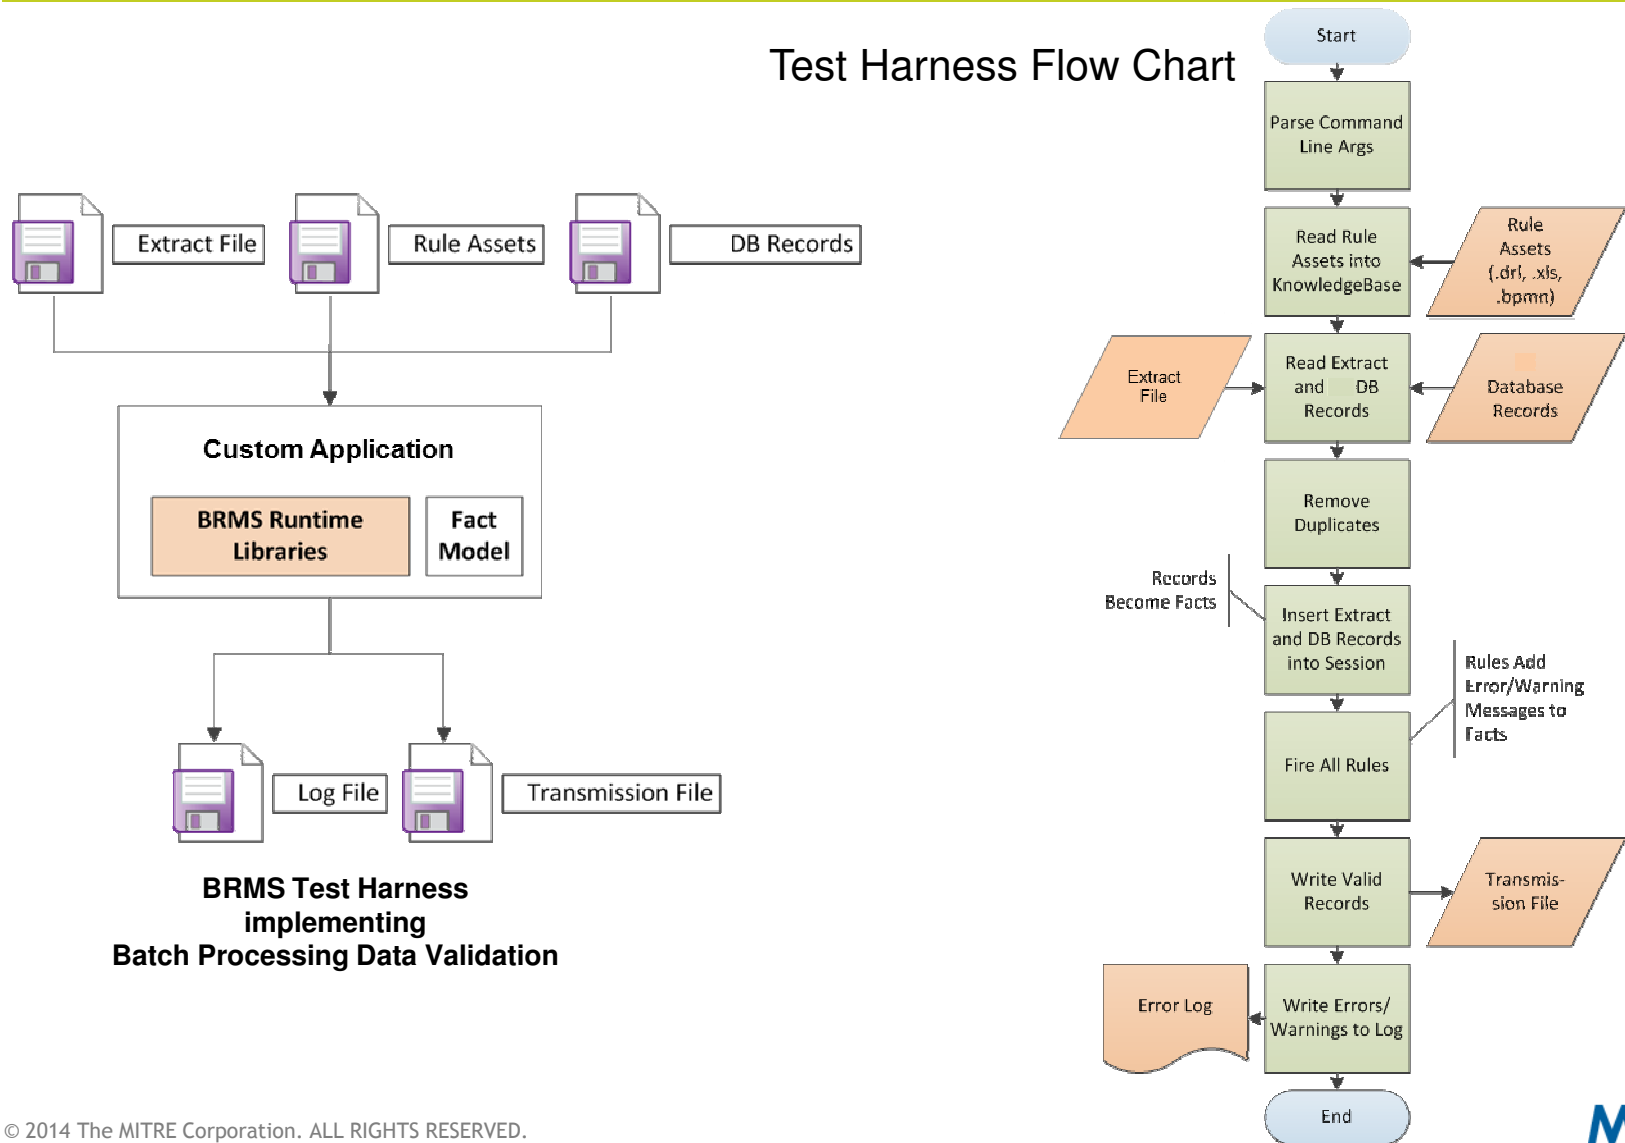 Test Harness Flow Chart
Extract File
Rule Assets
DB Records
Custom Application
BRMS Runtime
Libraries
Fact
Model
Log File
Transmission File
BRMS Test Harness
implementing
Batch Processing Data Validation
Start
Parse Command
Line Args
Read Rule
Assets into
KnowledgeBase
Rule
Assets
(.drl, .xls,
.bpmn)
Extract
File
Read Extract
and DB
Records
Database
Records
Remove
Duplicates
Records
Become Facts
Insert Extract
and DB Records
into Session
Rules Add
Error/Warning
Messages to
Facts
Fire All Rules
Write Valid
Records
Transmis-
sion File
Error Log
Write Errors/
Warnings to Log
End
© 2014 The MITRE Corporation. ALL RIGHTS RESERVED.